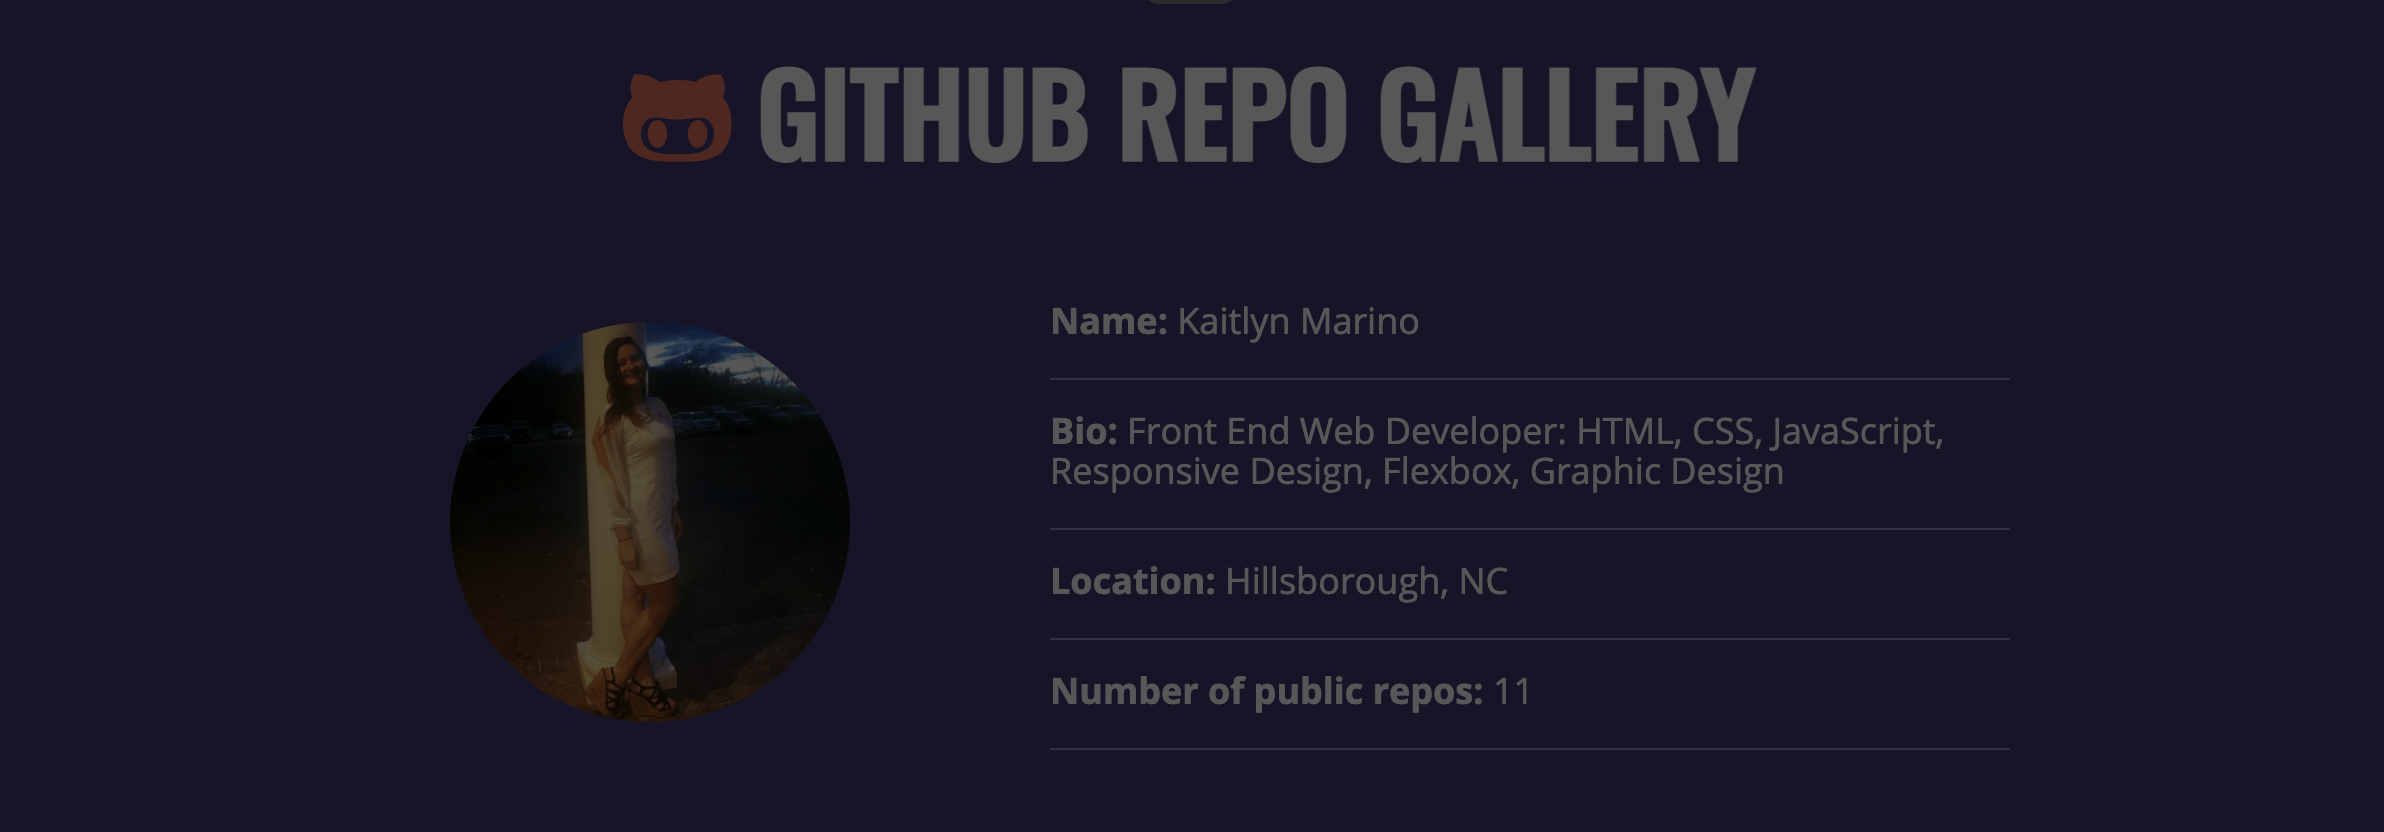 GITHUB REPO GALLERY
Name: Kaitlyn Marino
Bio: Front End Web Developer: HTML, CSS, JavaScript,
Responsive Design, Flexbox, Graphic Design
Location: Hillsborough, NC
Number of public repos: 11